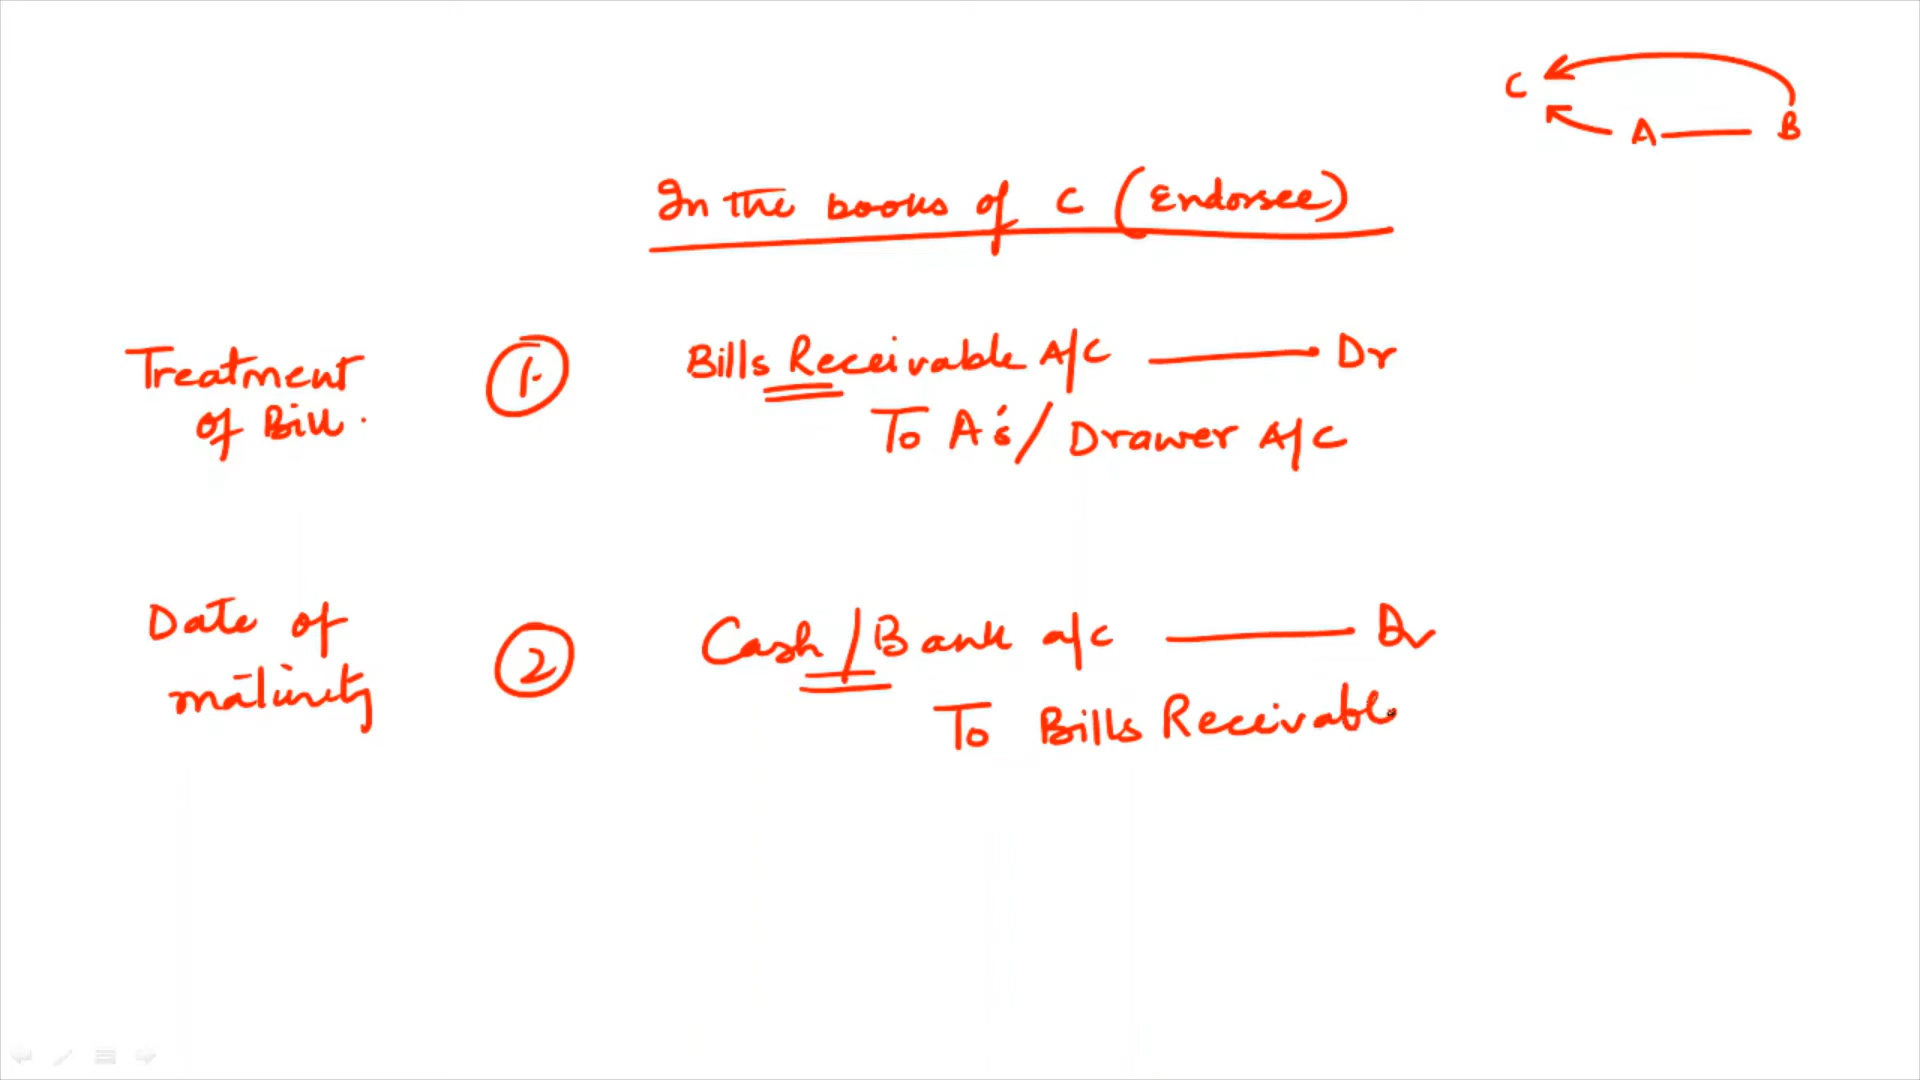 C
A B
In the books of C (Endorsee)
Treatment of Bill.
1. Bills Receivable A/C Dr
To A's/Drawer A/C
Date of maturity
2 Cash/Bank a/c Dr
To Bills Receivable